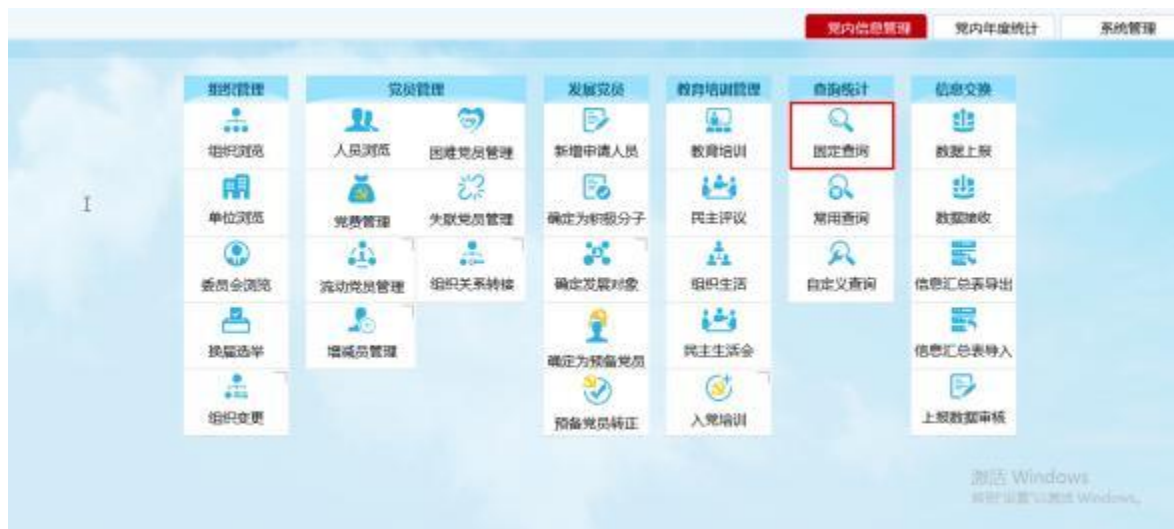 党内信息管理 党内年度统计 系统管理
组织管理 党员管理 发展党员 教育培训管理 查询统计 信息交换
组织浏览 人员浏览 困难党员管理 新增申请人员 教育培训 固定查询 数据上报
单位浏览 党费管理 失联党员管理 确定为积极分子 民主评议 常用查询 数据接收
委员会浏览 流动党员管理 组织关系转接 确定发展对象 组织生活 自定义查询 信息汇总表导出
换届选举 增减员管理 确定为预备党员 民主生活会 信息汇总表导入
组织变更 预备党员转正 入党培训 上报数据审核
激活 Windows
转到"设置"以激活 Windows。